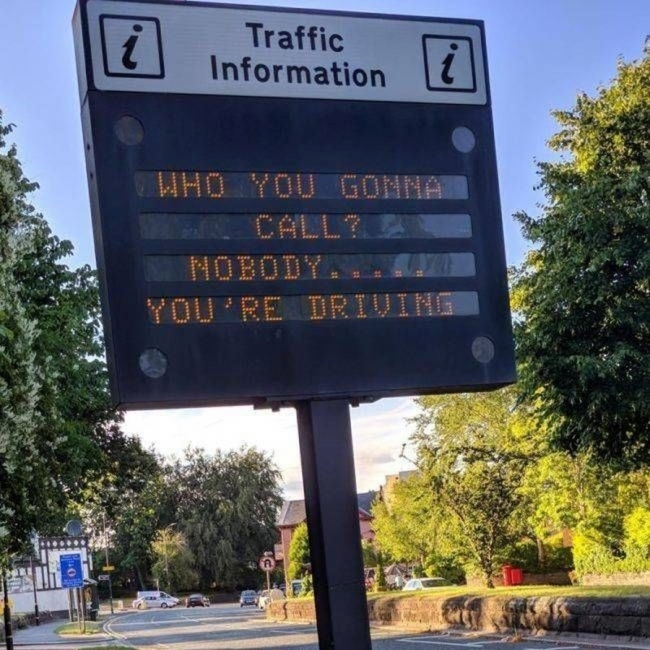 Traffic
Information
WHO YOU GONNA
CALL?
NOBODY.....
YOU'RE DRIVING